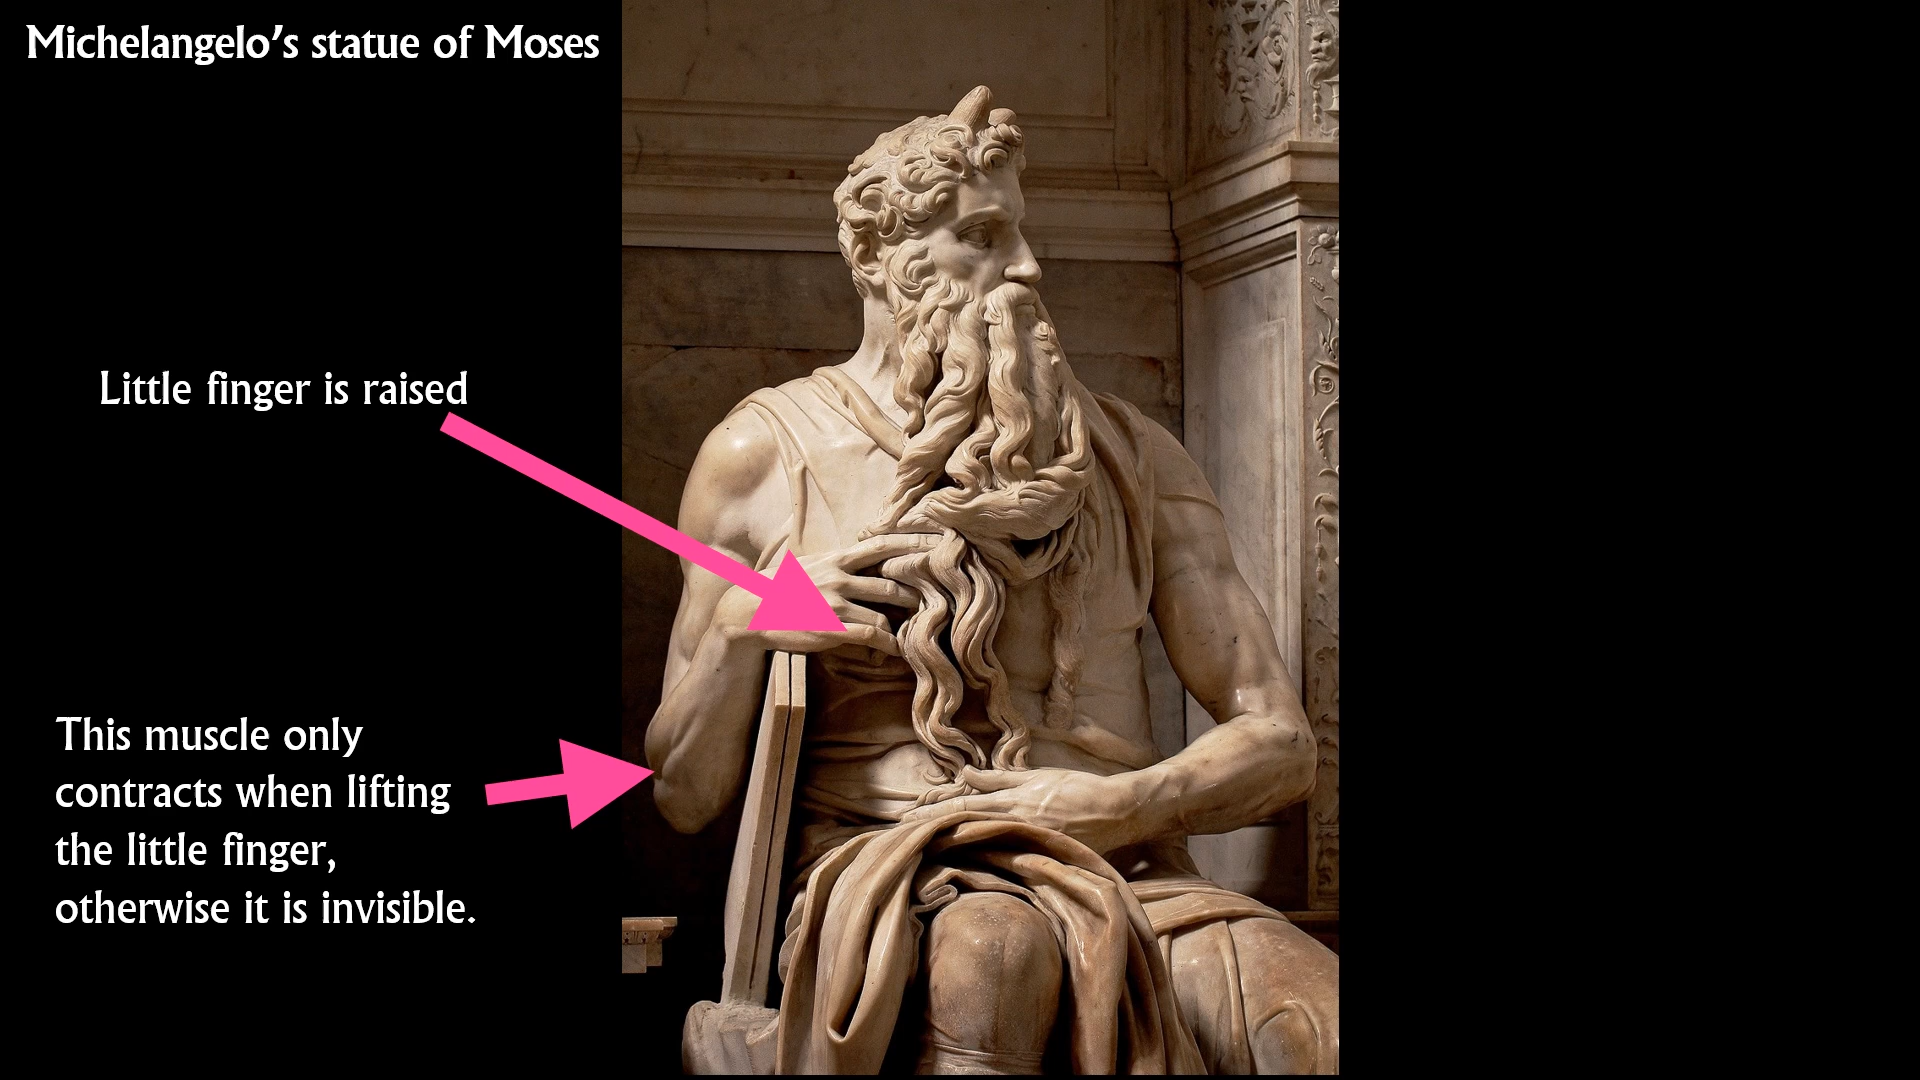 Michelangelo’s statue of Moses
Little finger is raised
This muscle only
contracts when lifting
the little finger,
otherwise it is invisible.